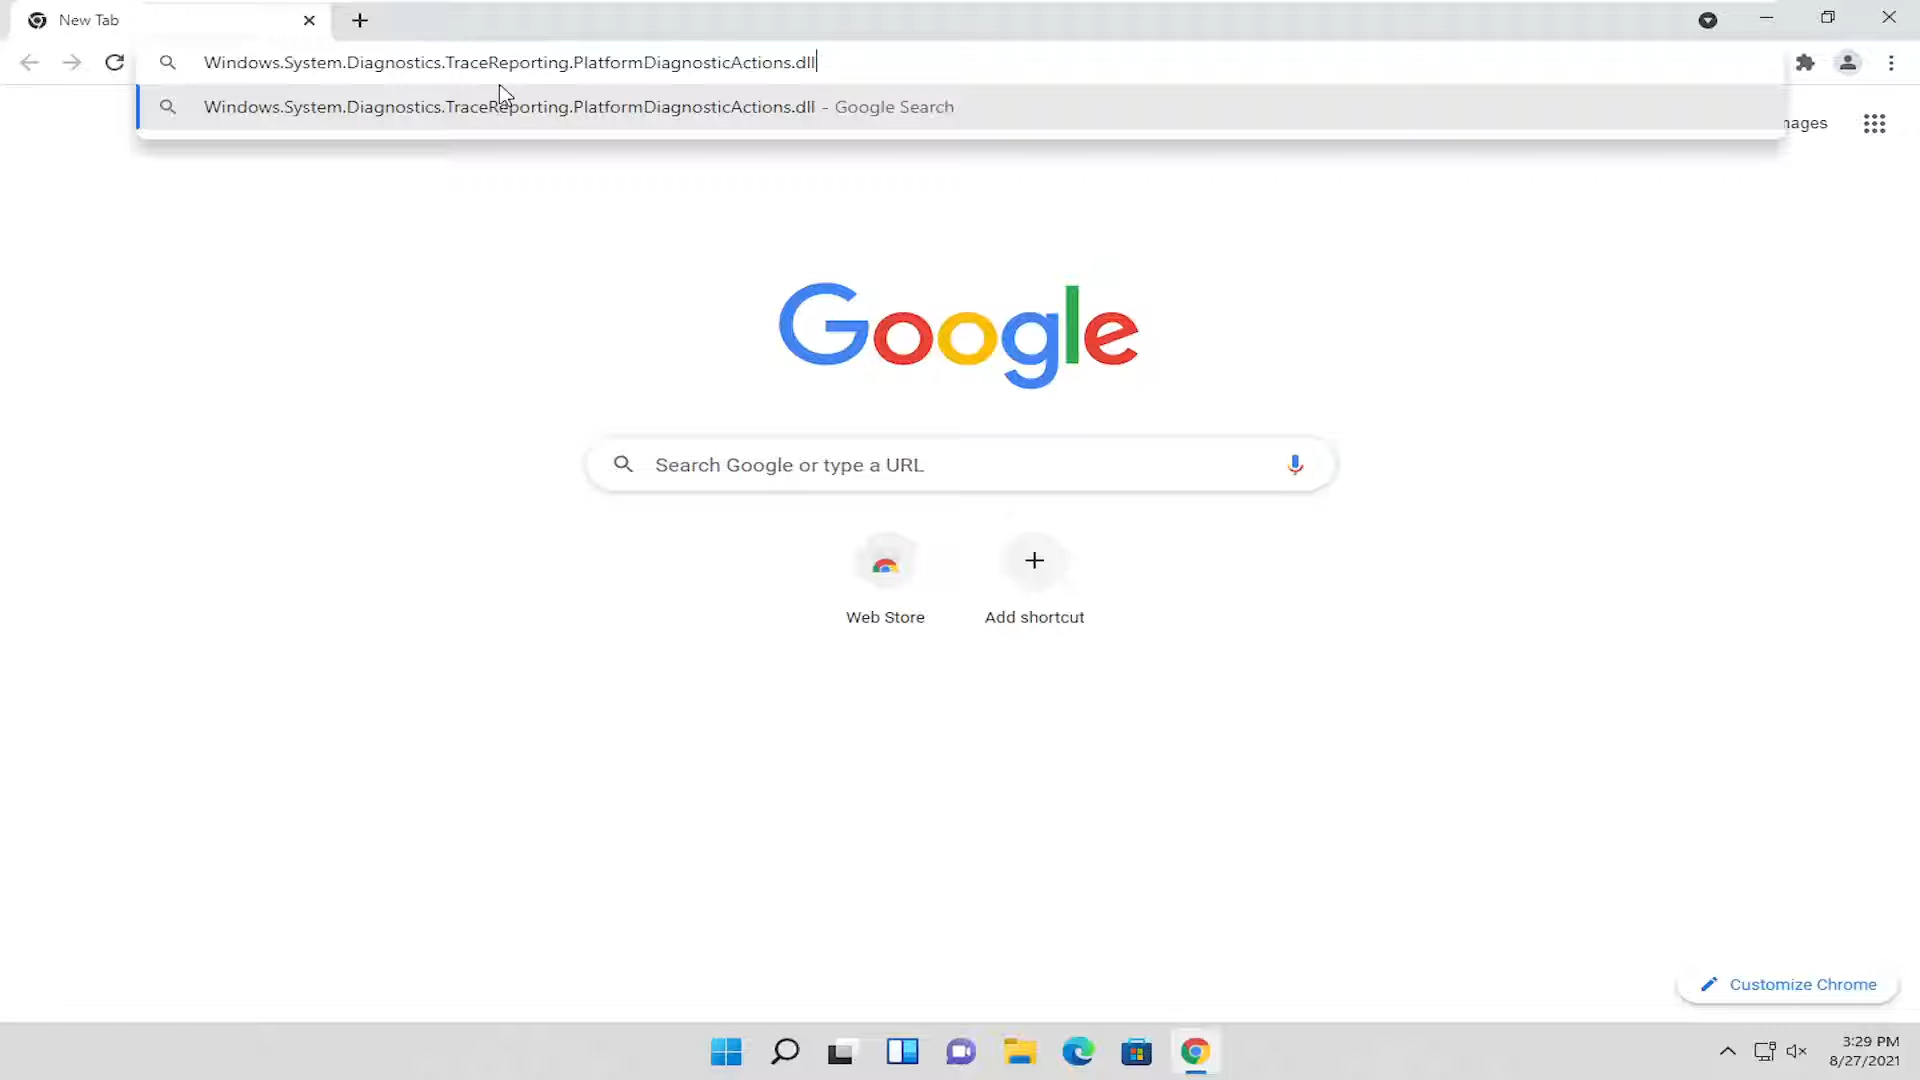 New Tab
Windows.System.Diagnostics.TraceReporting.PlatformDiagnosticActions.dll
Windows.System.Diagnostics.TraceReporting.PlatformDiagnosticActions.dll - Google Search
mages
Google
Search Google or type a URL
Web Store
Add shortcut
Customize Chrome
3:29 PM
8/27/2021